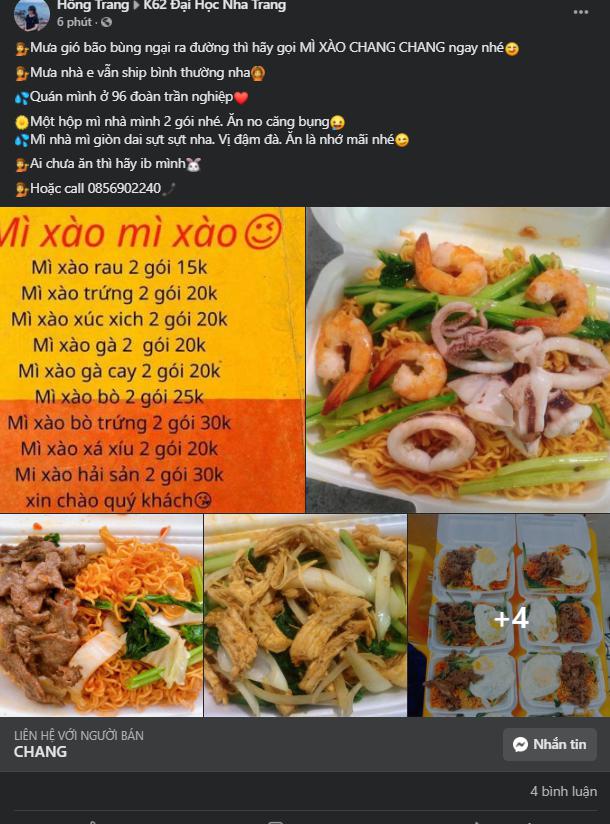 Hồng Trang ▸ K62 Đại Học Nha Trang
6 phút ·
💁Mưa gió bão bùng ngại ra đường thì hãy gọi MÌ XÀO CHANG CHANG ngay nhé😋
💁Mưa nhà e vẫn ship bình thường nha🙆
💦Quán mình ở 96 đoàn trần nghiệp❤️
🌼Một hộp mì nhà mình 2 gói nhé. Ăn no căng bụng😜
💦Mì nhà mì giòn dai sựt sựt nha. Vị đậm đà. Ăn là nhớ mãi nhé😉
💁Ai chưa ăn thì hãy ib mình🐰
💁Hoặc call 0856902240
Mì xào mì xào😉
Mì xào rau 2 gói 15k
Mì xào trứng 2 gói 20k
Mì xào xúc xich 2 gói 20k
Mì xào gà 2 gói 20k
Mì xào gà cay 2 gói 20k
Mì xào bò 2 gói 25k
Mì xào bò trứng 2 gói 30k
Mì xào xá xíu 2 gói 20k
Mi xào hải sản 2 gói 30k
xin chào quý khách😘
+4
LIÊN HỆ VỚI NGƯỜI BÁN
CHANG
Nhắn tin
4 bình luận